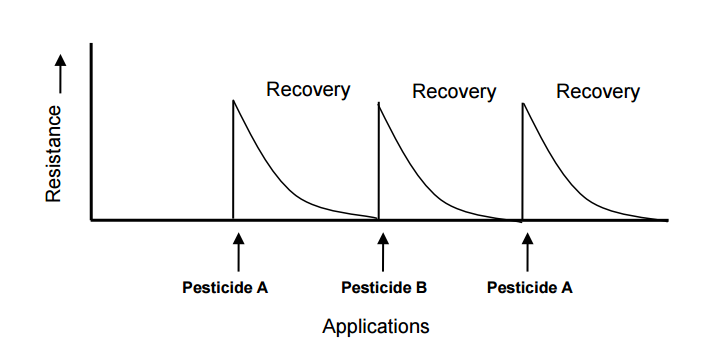 Recovery
Recovery
Recovery
Resistance
Pesticide A
Pesticide B
Pesticide A
Applications